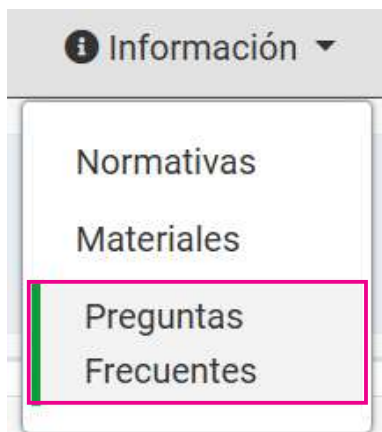 Información
Normativas
Materiales
Preguntas
Frecuentes